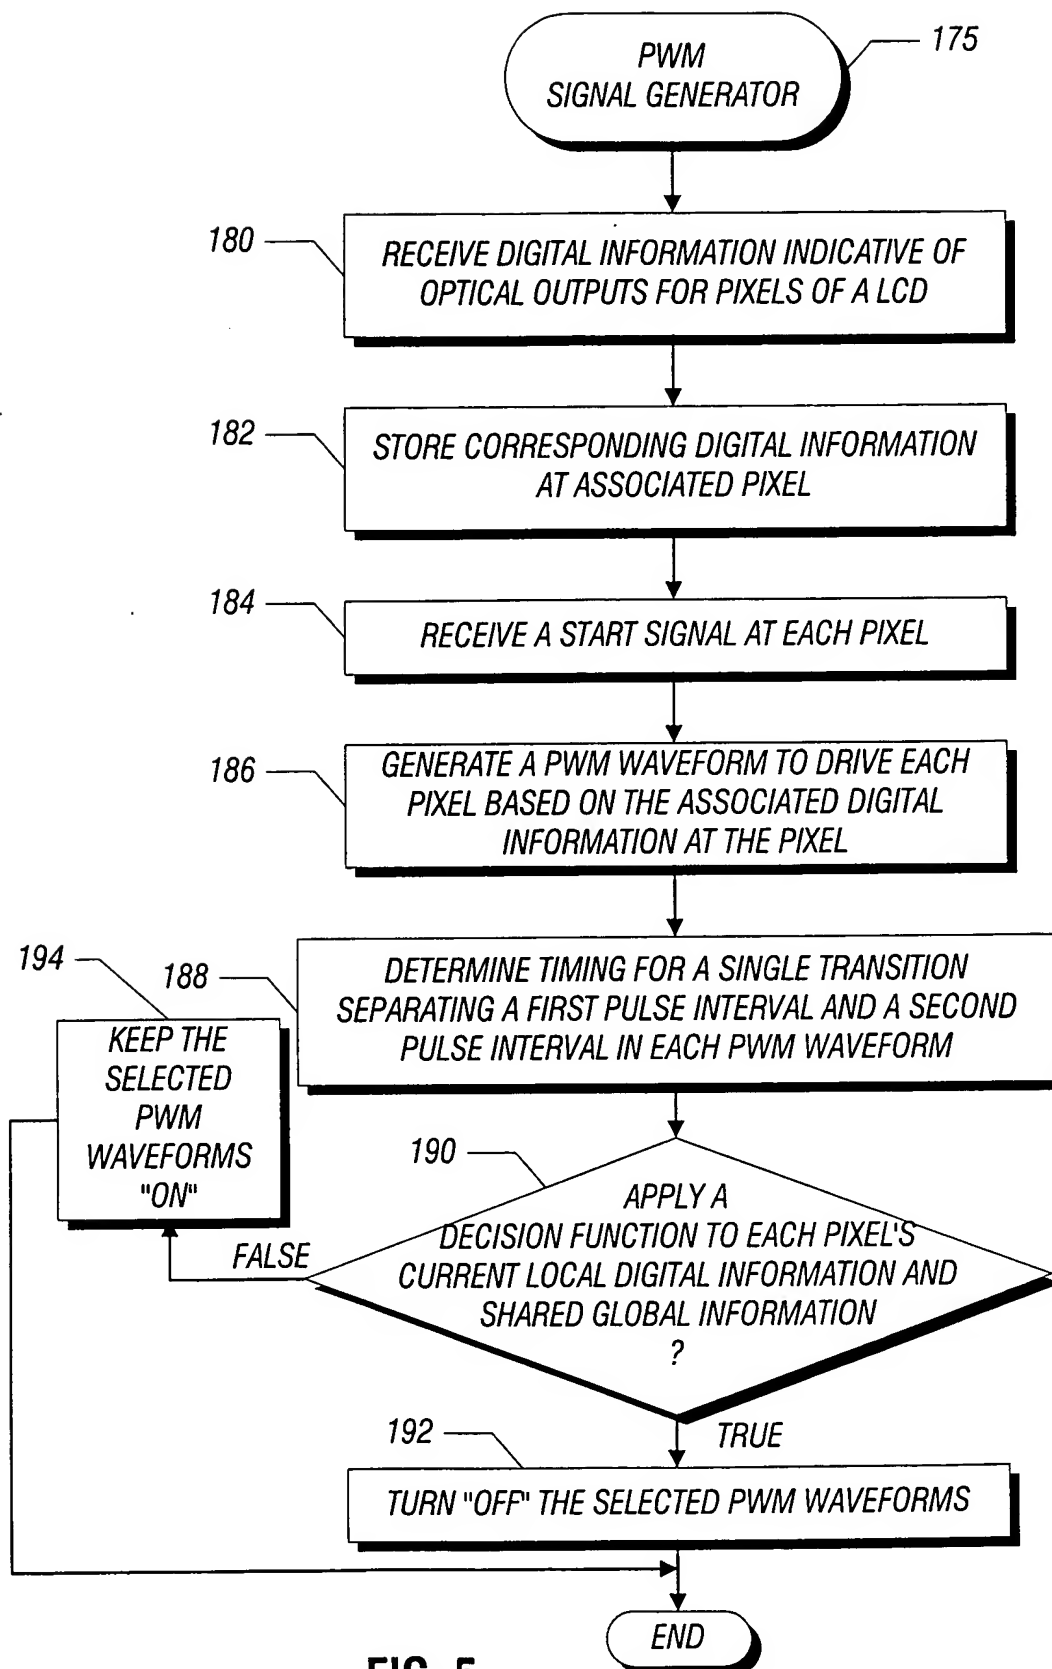 PWM
SIGNAL GENERATOR
175
180
RECEIVE DIGITAL INFORMATION INDICATIVE OF
OPTICAL OUTPUTS FOR PIXELS OF A LCD
182
STORE CORRESPONDING DIGITAL INFORMATION
AT ASSOCIATED PIXEL
184
RECEIVE A START SIGNAL AT EACH PIXEL
186
GENERATE A PWM WAVEFORM TO DRIVE EACH
PIXEL BASED ON THE ASSOCIATED DIGITAL
INFORMATION AT THE PIXEL
188
DETERMINE TIMING FOR A SINGLE TRANSITION
SEPARATING A FIRST PULSE INTERVAL AND A SECOND
PULSE INTERVAL IN EACH PWM WAVEFORM
194
KEEP THE
SELECTED
PWM
WAVEFORMS
"ON"
190
APPLY A
DECISION FUNCTION TO EACH PIXEL'S
CURRENT LOCAL DIGITAL INFORMATION AND
SHARED GLOBAL INFORMATION
?
FALSE
TRUE
192
TURN "OFF" THE SELECTED PWM WAVEFORMS
END
FIG. 5